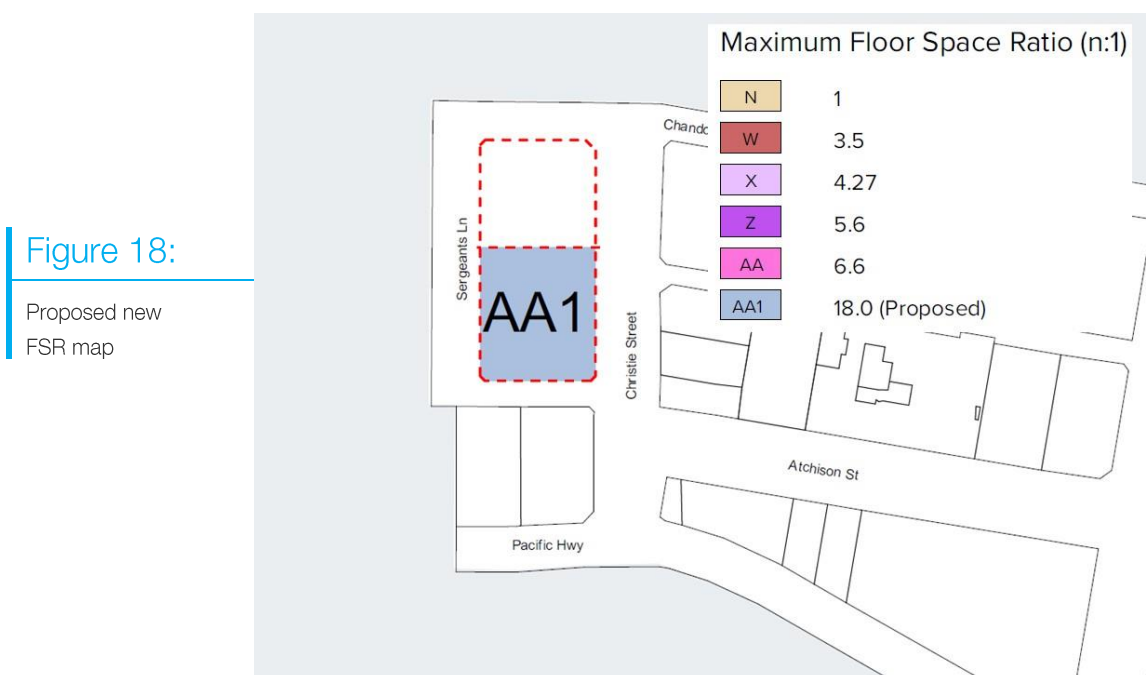 Figure 18:
Proposed new
FSR map
Maximum Floor Space Ratio (n:1)
N 1
W 3.5
X 4.27
Z 5.6
AA 6.6
AA1 18.0 (Proposed)
Sergeants Ln
AA1
Christie Street
Atchison St
Pacific Hwy